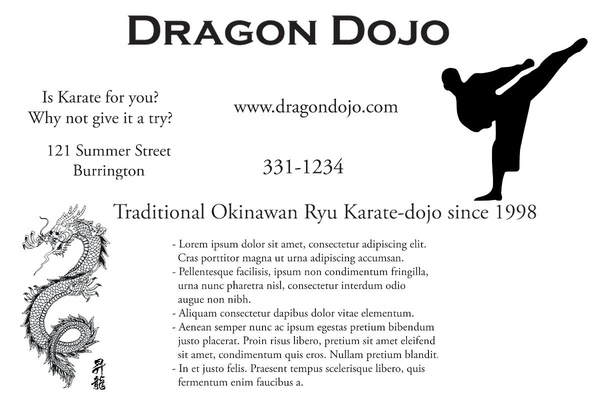 DRAGON DOJO
Is Karate for you?
Why not give it a try?
www.dragondojo.com
121 Summer Street
Burrington
331-1234
Traditional Okinawan Ryu Karate-dojo since 1998
- Lorem ipsum dolor sit amet, consectetur adipiscing elit.
Cras porttitor magna ut urna adipiscing accumsan.
- Pellentesque facilisis, ipsum non condimentum fringilla,
urna nunc pharetra nisl, consectetur interdum odio
augue non nibh.
- Aliquam consectetur dapibus dolor vitae elementum.
- Aenean semper nunc ac ipsum egestas pretium bibendum
justo placerat. Proin risus libero, pretium sit amet eleifend
sit amet, condimentum quis eros. Nullam pretium blandit.
- In et justo felis. Praesent tempus scelerisque libero, quis
fermentum enim faucibus a.
昇龍